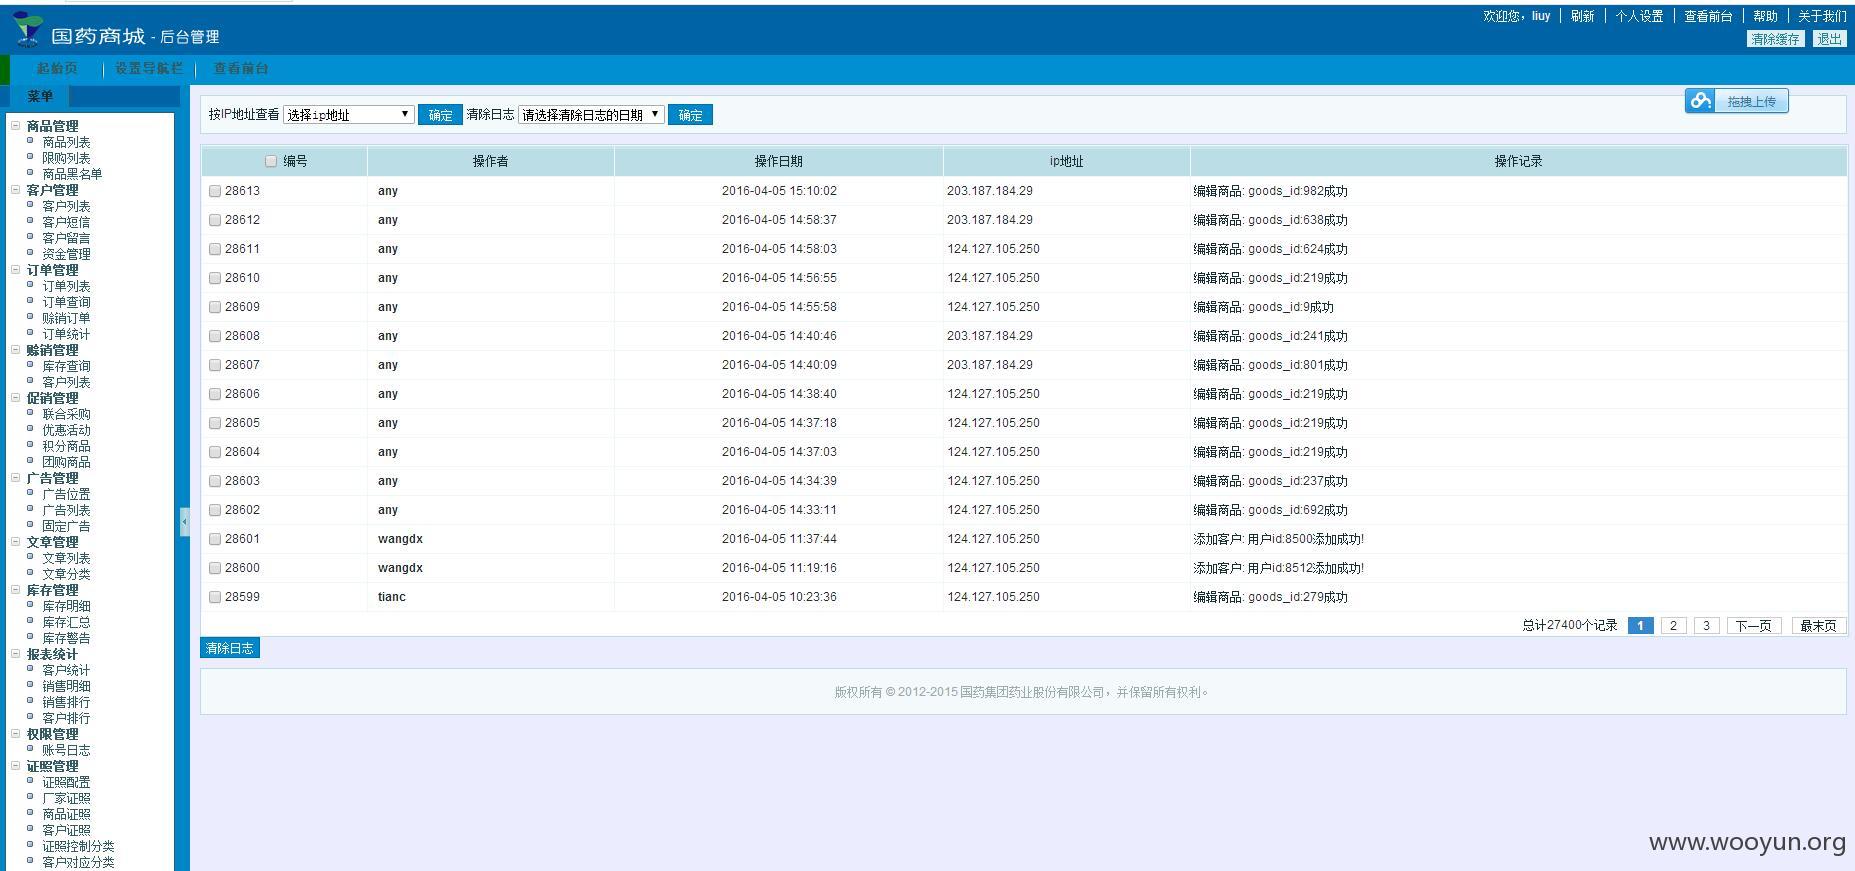 国药商城 - 后台管理
欢迎您，liuy | 刷新 | 个人设置 | 查看前台 | 帮助 | 关于我们
清除缓存 退出
起始页 设置导航栏 查看前台
菜单
商品管理
商品列表
限购列表
商品黑名单
客户管理
客户列表
客户短信
客户留言
资金管理
订单管理
订单列表
订单查询
赊销订单
订单统计
赊销管理
库存查询
客户列表
促销管理
联合采购
优惠活动
积分商品
团购商品
广告管理
广告位置
广告列表
固定广告
文章管理
文章列表
文章分类
库存管理
库存明细
库存汇总
库存警告
报表统计
客户统计
销售明细
销售排行
客户排行
权限管理
账号日志
证照管理
证照配置
厂家证照
商品证照
客户证照
证照控制分类
客户对应分类
按IP地址查看 选择ip地址 确定 清除日志 请选择清除日志的日期 确定
拖拽上传
编号 操作者 操作日期 ip地址 操作记录
28613 any 2016-04-05 15:10:02 203.187.184.29 编辑商品: goods_id:982成功
28612 any 2016-04-05 14:58:37 203.187.184.29 编辑商品: goods_id:638成功
28611 any 2016-04-05 14:58:03 124.127.105.250 编辑商品: goods_id:624成功
28610 any 2016-04-05 14:56:55 124.127.105.250 编辑商品: goods_id:219成功
28609 any 2016-04-05 14:55:58 124.127.105.250 编辑商品: goods_id:9成功
28608 any 2016-04-05 14:40:46 203.187.184.29 编辑商品: goods_id:241成功
28607 any 2016-04-05 14:40:09 203.187.184.29 编辑商品: goods_id:801成功
28606 any 2016-04-05 14:38:40 124.127.105.250 编辑商品: goods_id:219成功
28605 any 2016-04-05 14:37:18 124.127.105.250 编辑商品: goods_id:219成功
28604 any 2016-04-05 14:37:03 124.127.105.250 编辑商品: goods_id:219成功
28603 any 2016-04-05 14:34:39 124.127.105.250 编辑商品: goods_id:237成功
28602 any 2016-04-05 14:33:11 124.127.105.250 编辑商品: goods_id:692成功
28601 wangdx 2016-04-05 11:37:44 124.127.105.250 添加客户: 用户id:8500添加成功!
28600 wangdx 2016-04-05 11:19:16 124.127.105.250 添加客户: 用户id:8512添加成功!
28599 tianc 2016-04-05 10:23:36 124.127.105.250 编辑商品: goods_id:279成功
总计27400个记录 1 2 3 下一页 最末页
清除日志
版权所有 © 2012-2015 国药集团药业股份有限公司，并保留所有权利。
www.wooyun.org